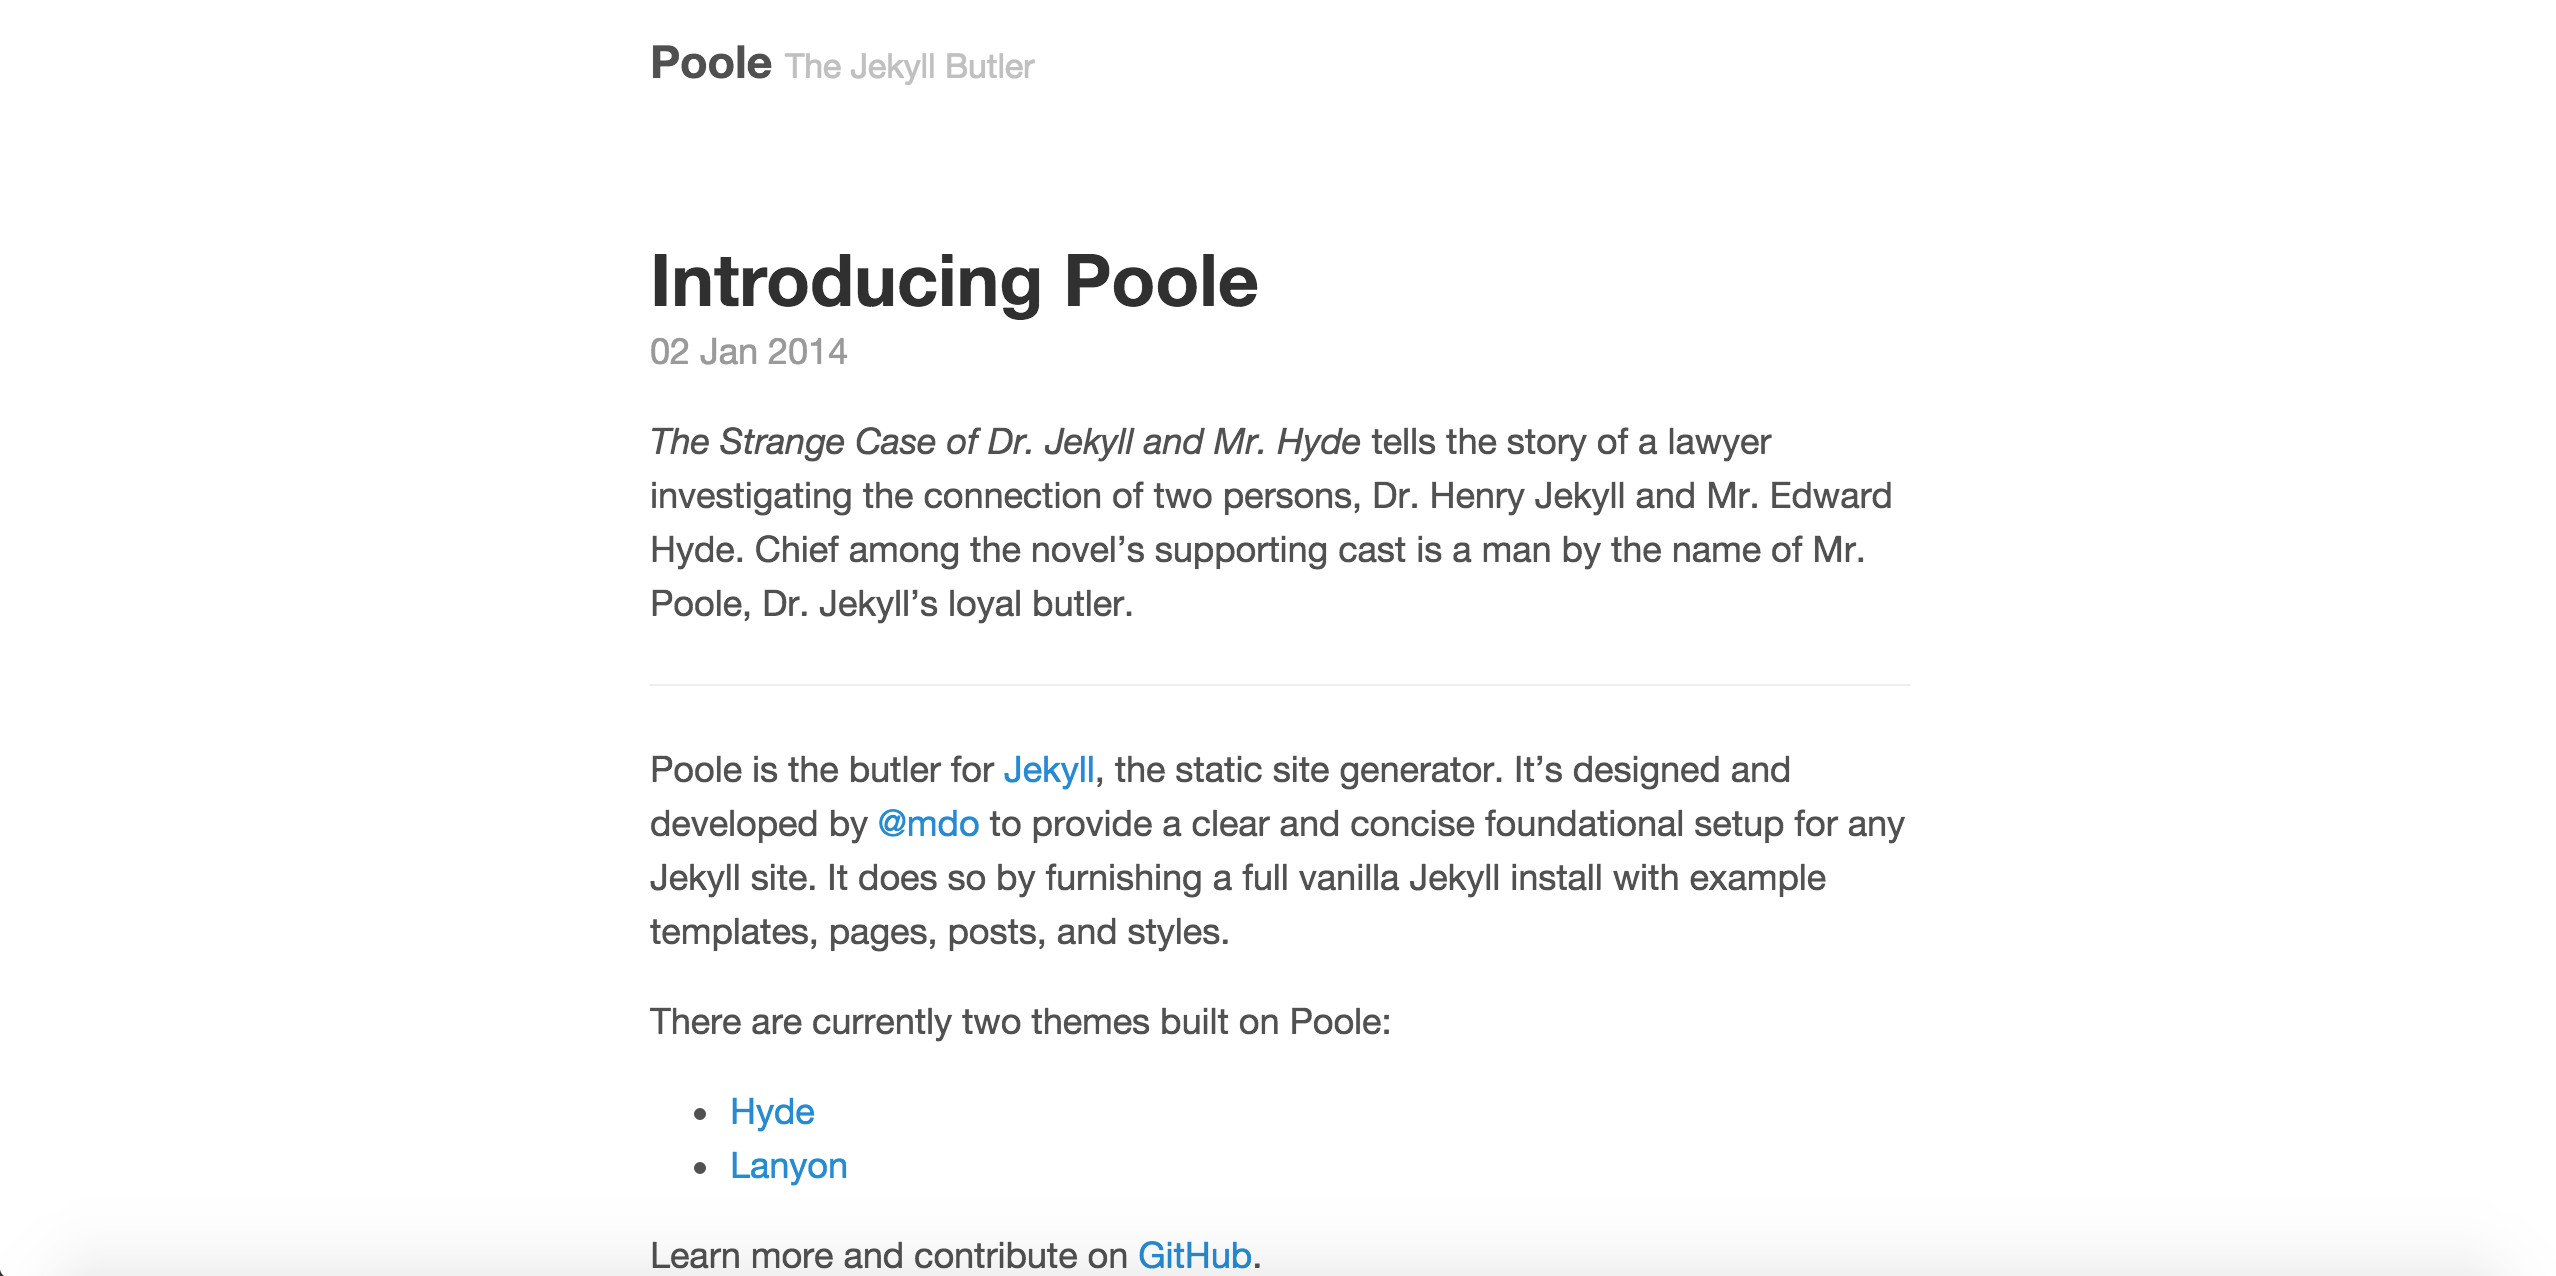 Poole The Jekyll Butler
Introducing Poole
02 Jan 2014
The Strange Case of Dr. Jekyll and Mr. Hyde tells the story of a lawyer
investigating the connection of two persons, Dr. Henry Jekyll and Mr. Edward
Hyde. Chief among the novel’s supporting cast is a man by the name of Mr.
Poole, Dr. Jekyll’s loyal butler.
Poole is the butler for Jekyll, the static site generator. It’s designed and
developed by @mdo to provide a clear and concise foundational setup for any
Jekyll site. It does so by furnishing a full vanilla Jekyll install with example
templates, pages, posts, and styles.
There are currently two themes built on Poole:
• Hyde
• Lanyon
Learn more and contribute on GitHub.